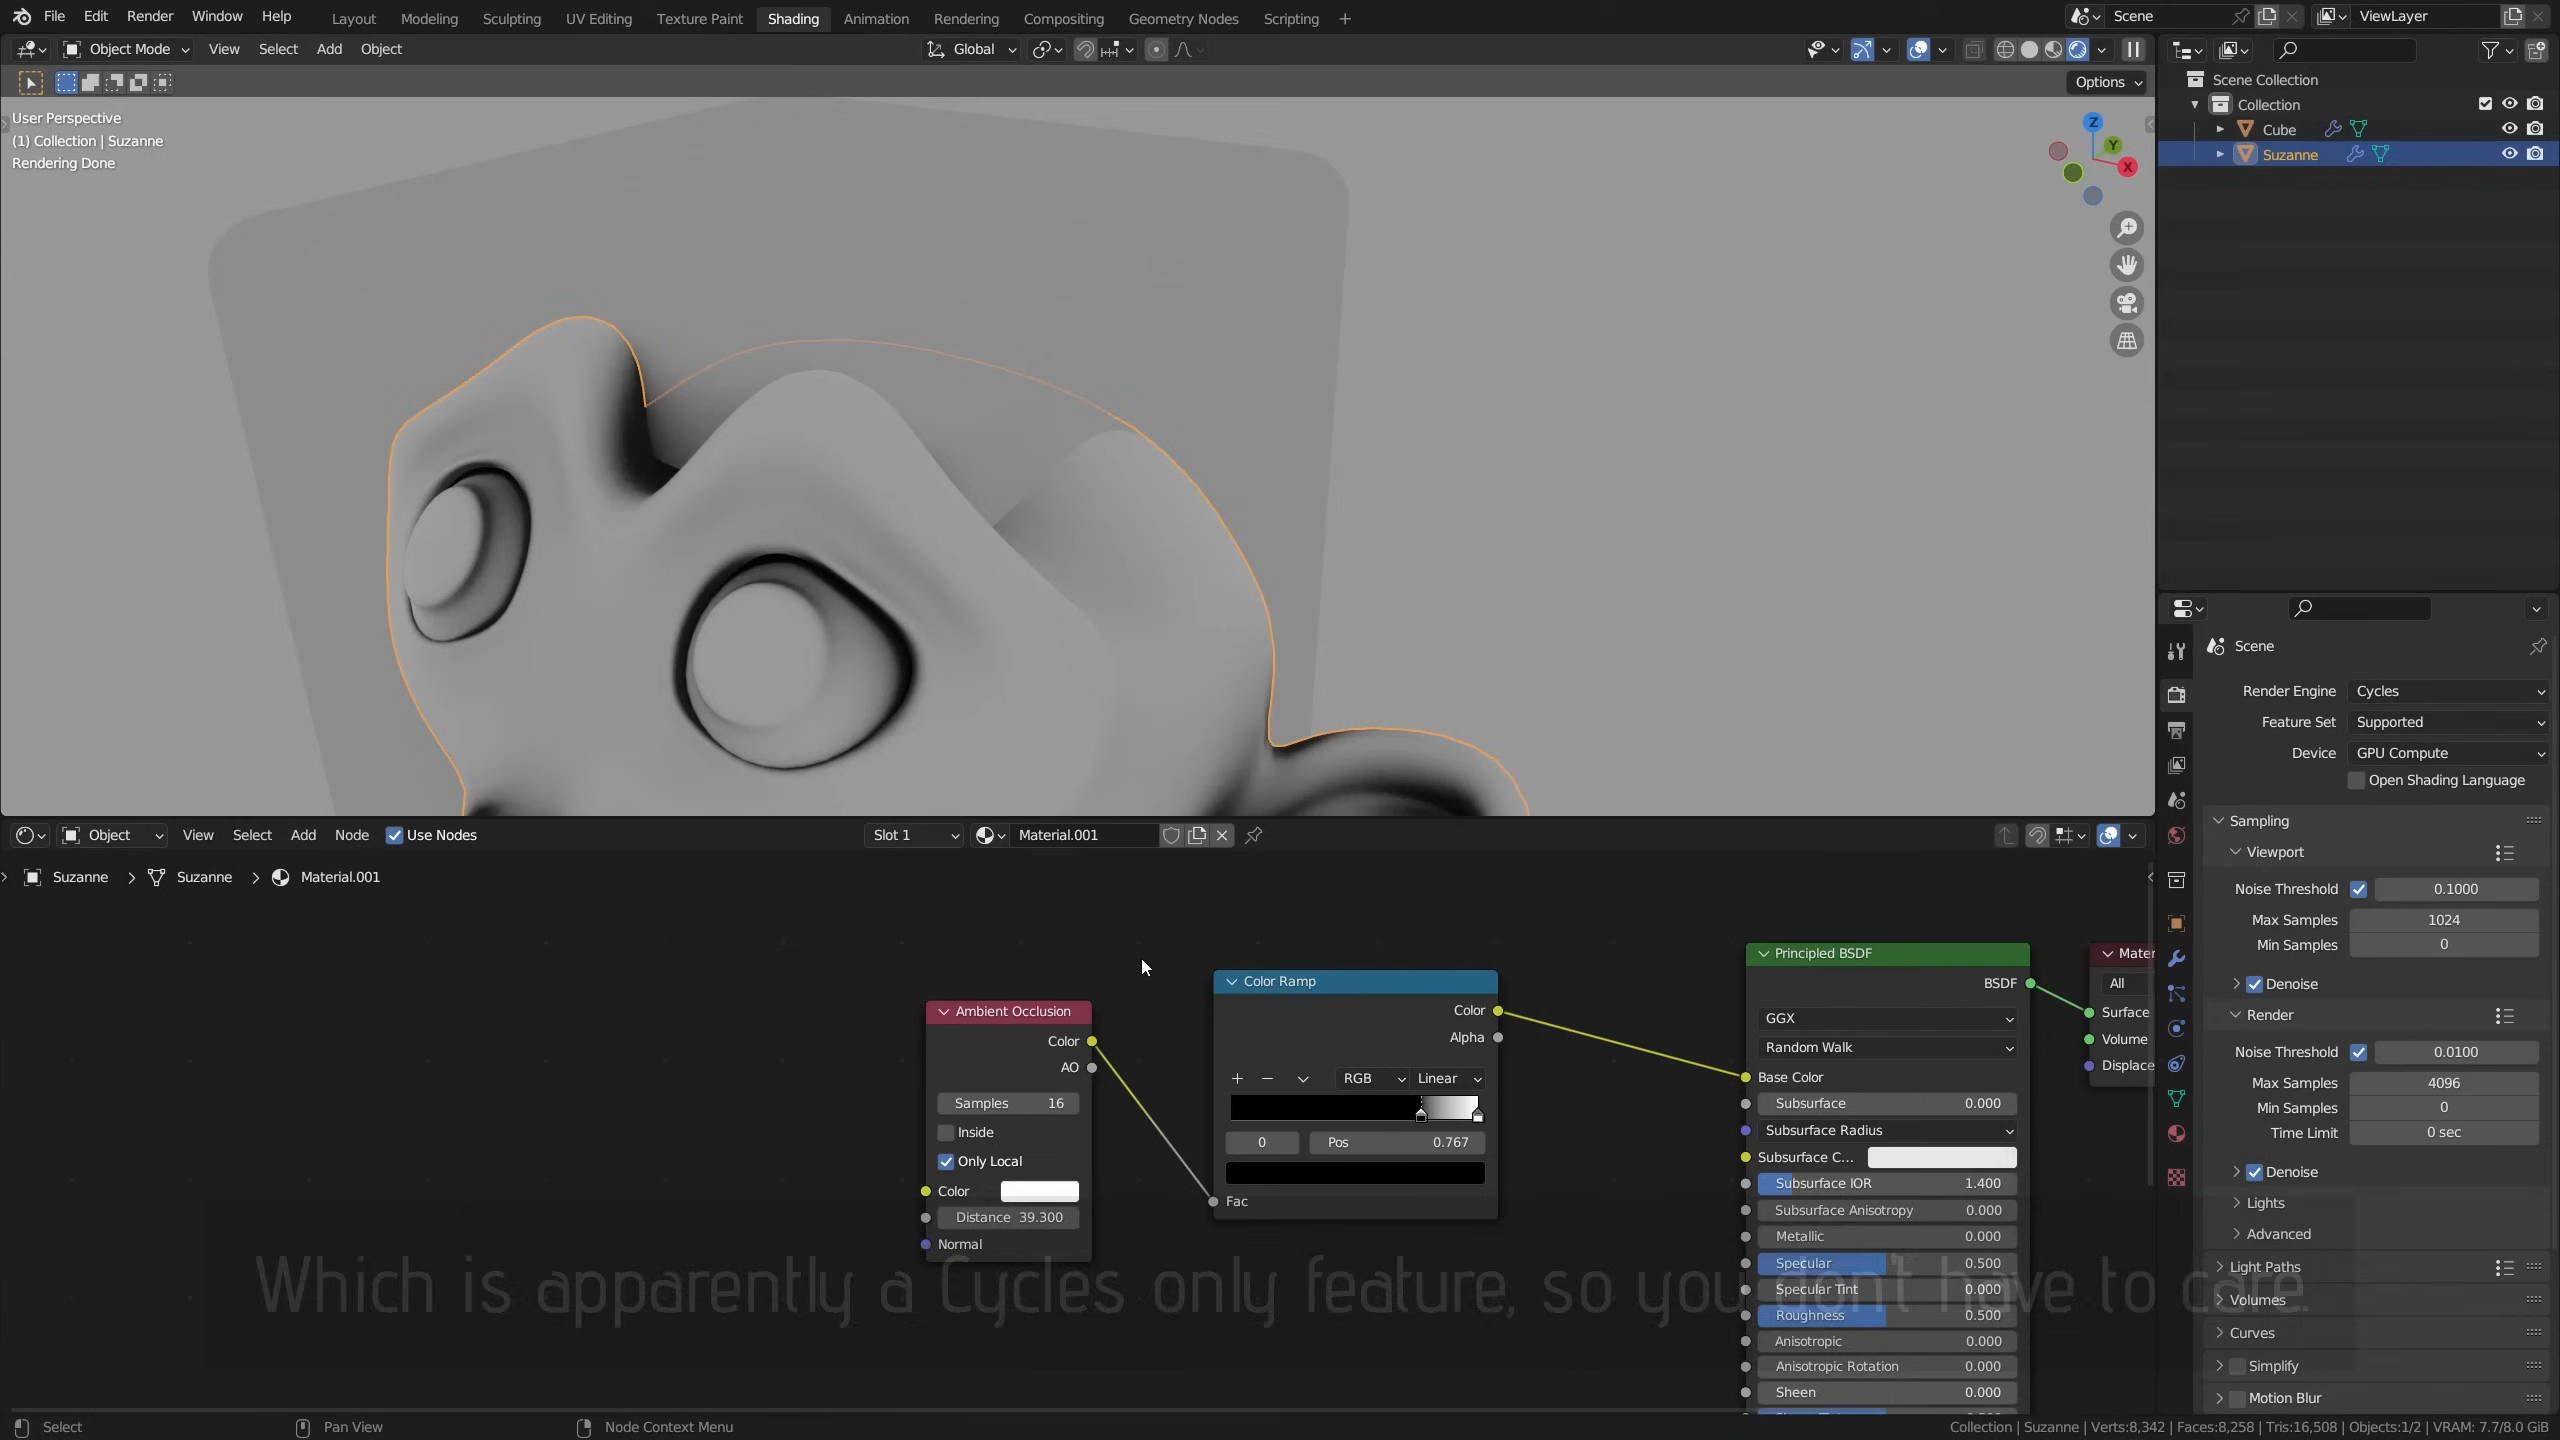 File Edit Render Window Help Layout Modeling Sculpting UV Editing Texture Paint Shading Animation Rendering Compositing Geometry Nodes Scripting + Scene ViewLayer
Object Mode View Select Add Object Global
Options
User Perspective
(1) Collection | Suzanne
Rendering Done
Z
Y
X
Scene Collection
Collection
Cube
Suzanne
Scene
Render Engine Cycles
Feature Set Supported
Device GPU Compute
Open Shading Language
Sampling
Viewport
Noise Threshold 0.1000
Max Samples 1024
Min Samples 0
Denoise
Render
Noise Threshold 0.0100
Max Samples 4096
Min Samples 0
Time Limit 0 sec
Denoise
Lights
Advanced
Light Paths
Volumes
Curves
Simplify
Motion Blur
Object View Select Add Node Use Nodes Slot 1 Material.001
Suzanne > Suzanne > Material.001
Ambient Occlusion
Color
AO
Samples 16
Inside
Only Local
Color
Distance 39.300
Normal
Color Ramp
Color
Alpha
+ − RGB Linear
0 Pos 0.767
Fac
Principled BSDF
BSDF
GGX
Random Walk
Base Color
Subsurface 0.000
Subsurface Radius
Subsurface C...
Subsurface IOR 1.400
Subsurface Anisotropy 0.000
Metallic 0.000
Specular 0.500
Specular Tint 0.000
Roughness 0.500
Anisotropic 0.000
Anisotropic Rotation 0.000
Sheen 0.000
Mater
All
Surface
Volume
Displace
Which is apparently a Cycles only feature, so you don't have to care.
Select Pan View Node Context Menu Collection | Suzanne | Verts:8,342 | Faces:8,258 | Tris:16,508 | Objects:1/2 | VRAM: 7.7/8.0 GiB